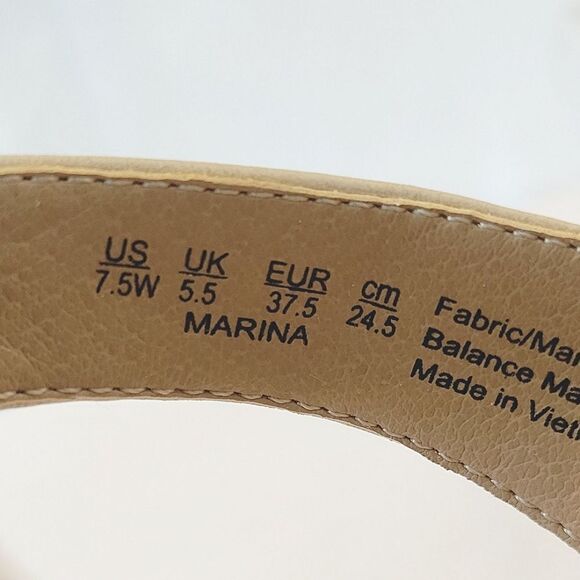 US UK EUR cm
7.5W 5.5 37.5 24.5
MARINA
Fabric/Man
Balance Ma
Made in Viet